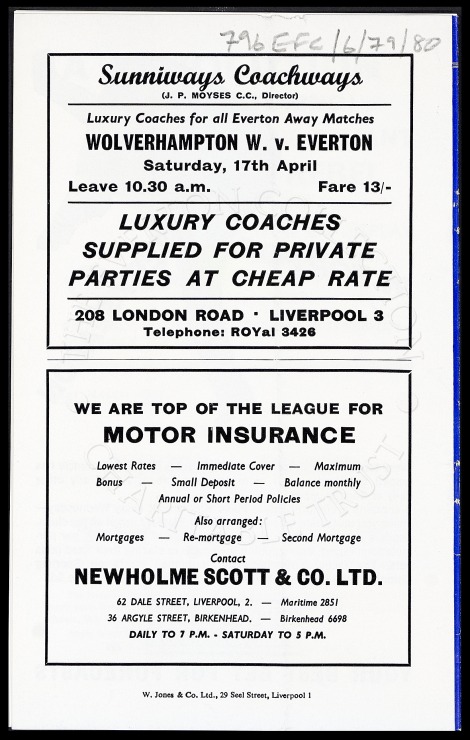 796 EFC/6/79/80
Sunniways Coachways
(J. P. MOYSES C.C., Director)
Luxury Coaches for all Everton Away Matches
WOLVERHAMPTON W. v. EVERTON
Saturday, 17th April
Leave 10.30 a.m. Fare 13/-
LUXURY COACHES
SUPPLIED FOR PRIVATE
PARTIES AT CHEAP RATE
208 LONDON ROAD · LIVERPOOL 3
Telephone: ROYal 3426
WE ARE TOP OF THE LEAGUE FOR
MOTOR INSURANCE
Lowest Rates — Immediate Cover — Maximum
Bonus — Small Deposit — Balance monthly
Annual or Short Period Policies
Also arranged:
Mortgages — Re-mortgage — Second Mortgage
Contact
NEWHOLME SCOTT & CO. LTD.
62 DALE STREET, LIVERPOOL, 2. — Maritime 2851
36 ARGYLE STREET, BIRKENHEAD. — Birkenhead 6698
DAILY TO 7 P.M. - SATURDAY TO 5 P.M.
W. Jones & Co. Ltd., 29 Seel Street, Liverpool 1
THE EVERTON COLLECTION
CHARITABLE TRUST